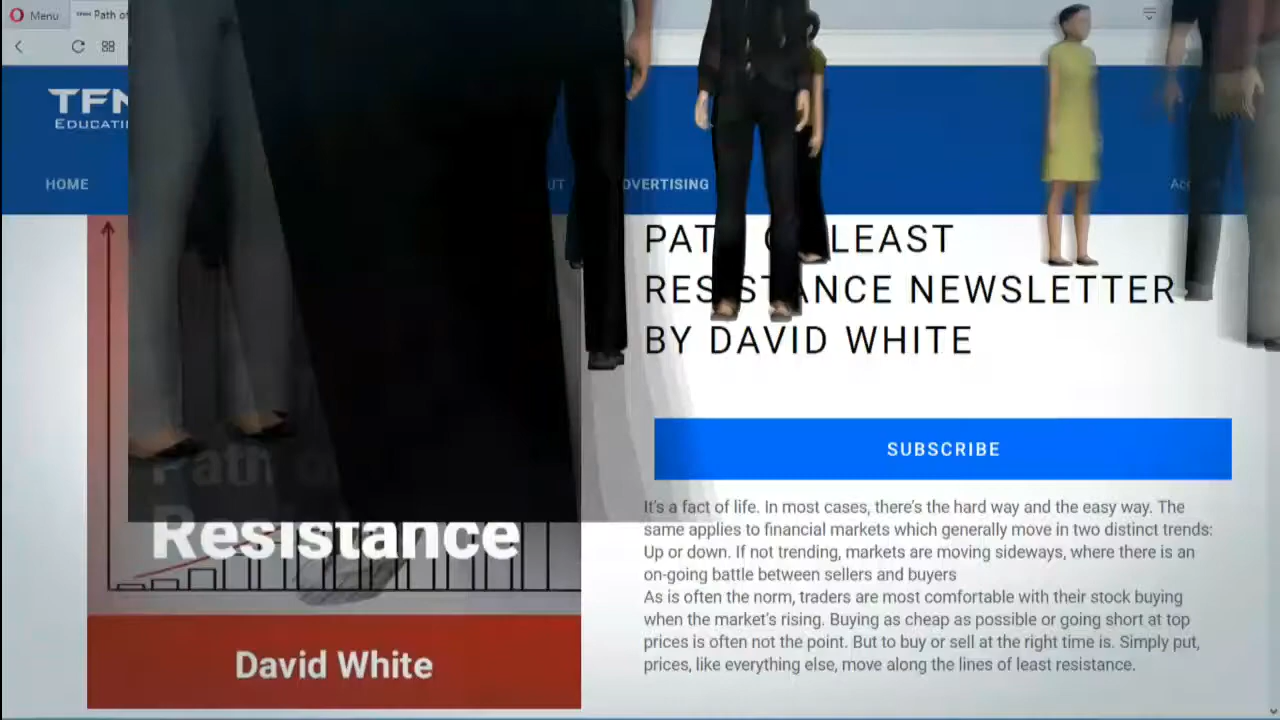 Menu
Path of
TFN
EDUCATI
HOME
UT
DVERTISING
PATH OF LEAST
RESISTANCE NEWSLETTER
BY DAVID WHITE
SUBSCRIBE
Path o
Resistance
David White
It's a fact of life. In most cases, there's the hard way and the easy way. The
same applies to financial markets which generally move in two distinct trends:
Up or down. If not trending, markets are moving sideways, where there is an
on-going battle between sellers and buyers
As is often the norm, traders are most comfortable with their stock buying
when the market's rising. Buying as cheap as possible or going short at top
prices is often not the point. But to buy or sell at the right time is. Simply put,
prices, like everything else, move along the lines of least resistance.